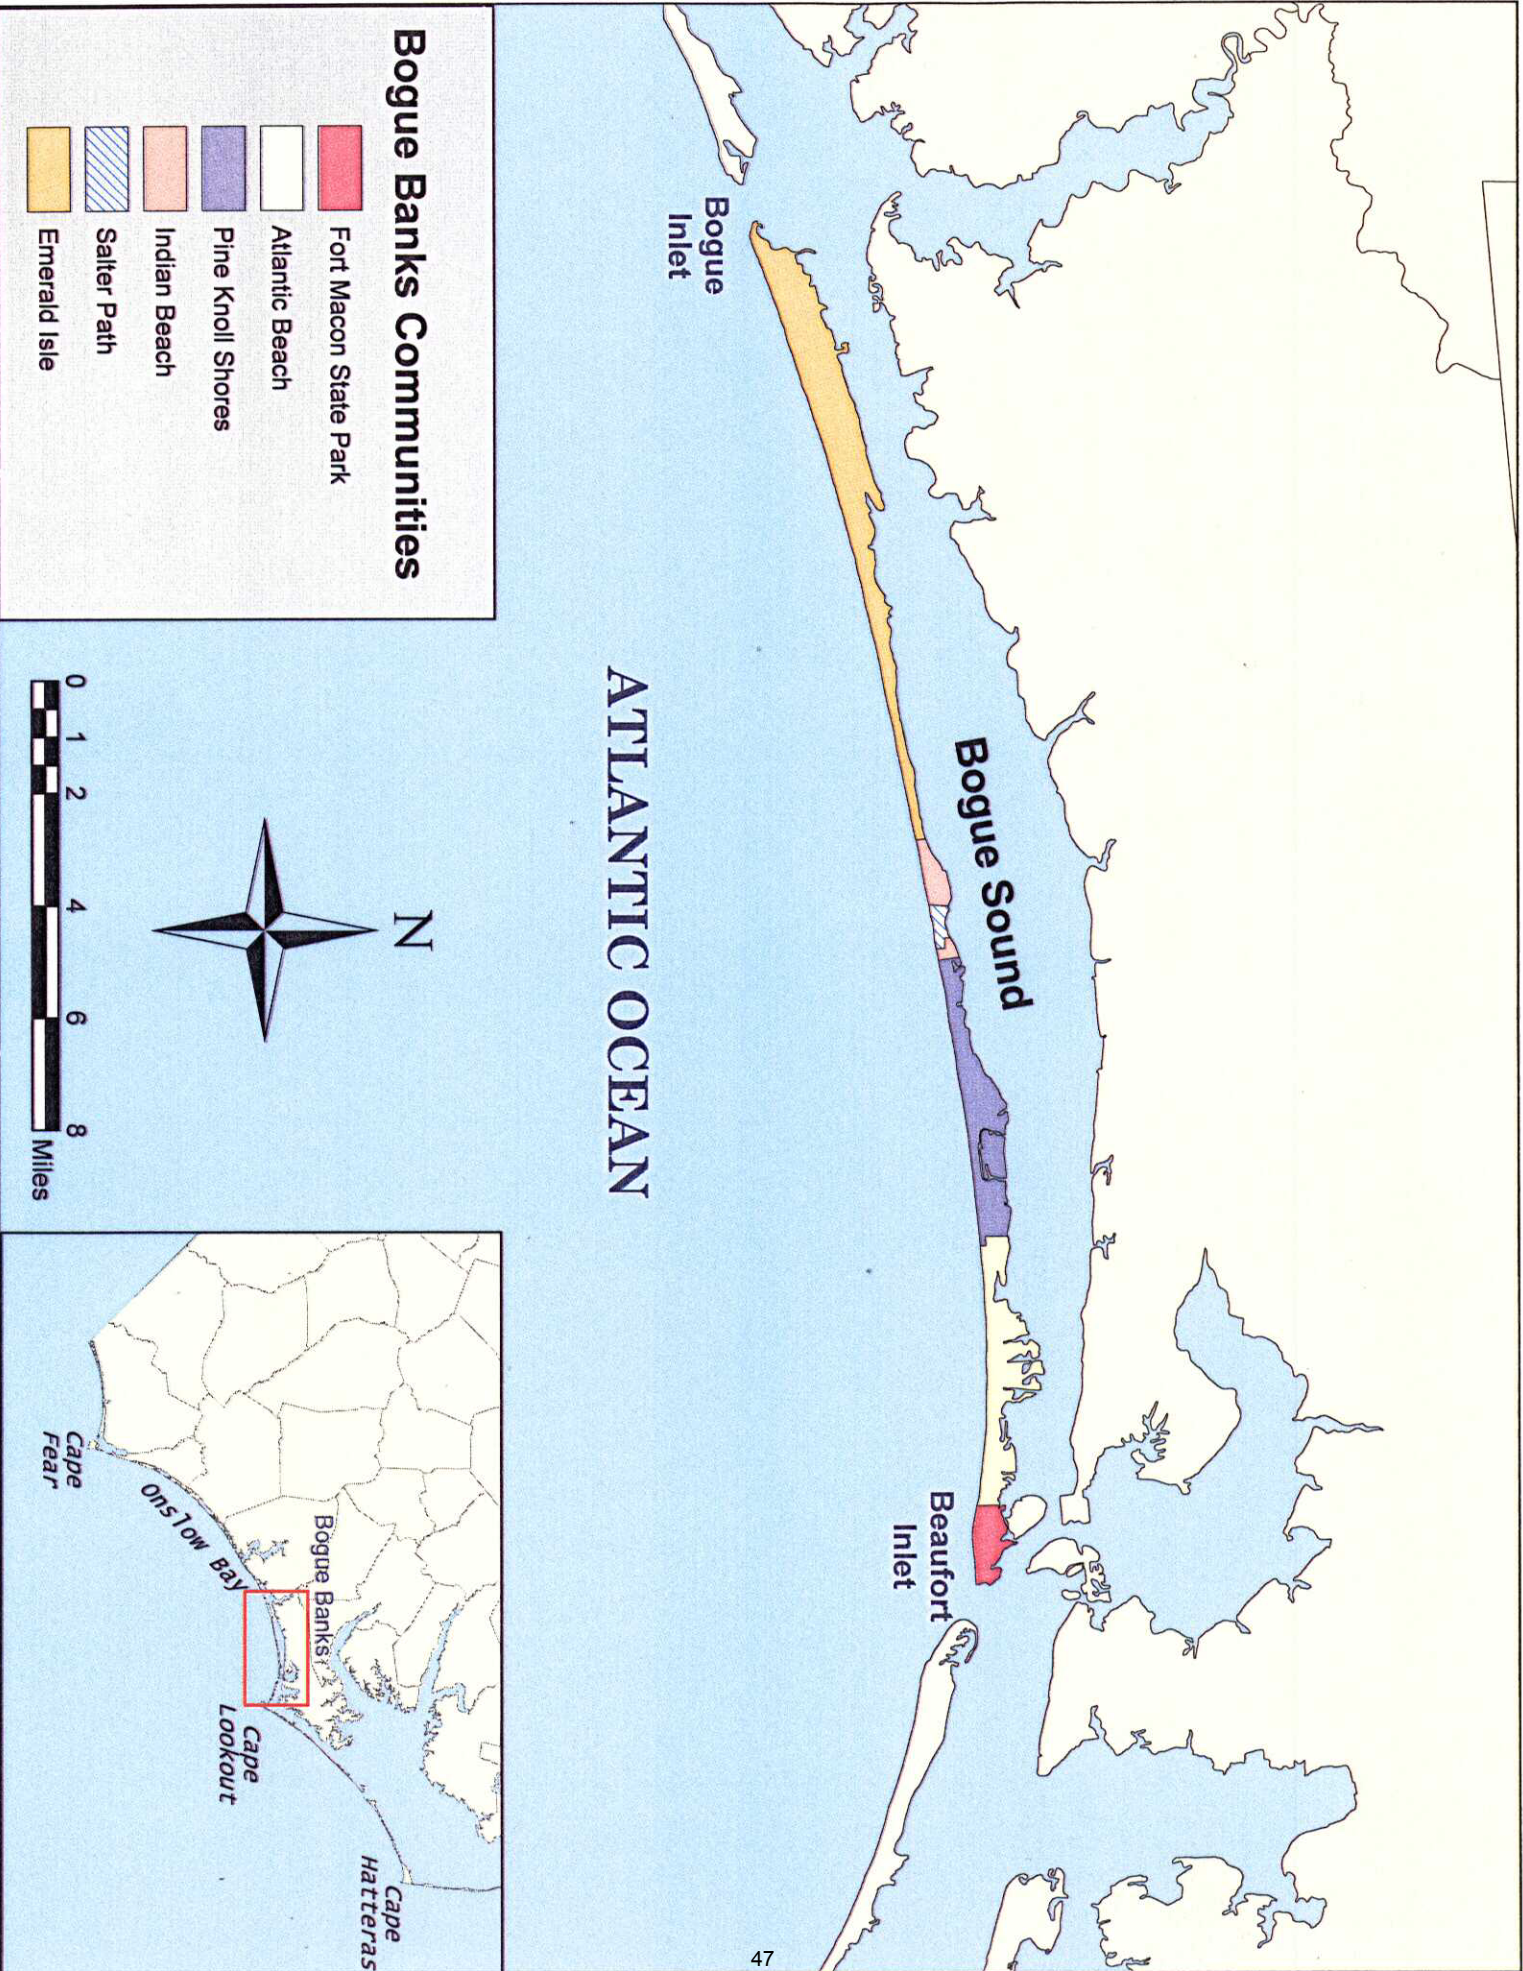 Bogue
Inlet
Bogue Sound
Beaufort
Inlet
ATLANTIC OCEAN
Bogue Banks Communities
Fort Macon State Park
Atlantic Beach
Pine Knoll Shores
Indian Beach
Salter Path
Emerald Isle
N
0 1 2 4 6 8
Miles
Bogue Banks
Onslow Bay
Cape
Fear
Cape
Lookout
Cape
Hatteras
47